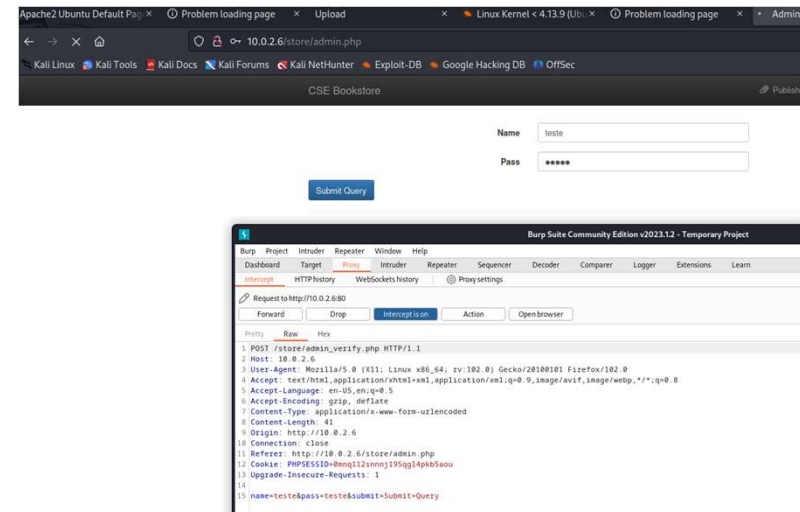 Apache2 Ubuntu Default Pag × Problem loading page × Upload × Linux Kernel < 4.13.9 (Ubu × Problem loading page × Admin
10.0.2.6/store/admin.php
Kali Linux Kali Tools Kali Docs Kali Forums Kali NetHunter Exploit-DB Google Hacking DB OffSec
CSE Bookstore Publish
Name teste
Pass •••••
Submit Query
Burp Suite Community Edition v2023.1.2 - Temporary Project
Burp Project Intruder Repeater Window Help
Dashboard Target Proxy Intruder Repeater Sequencer Decoder Comparer Logger Extensions Learn
Intercept HTTP history WebSockets history Proxy settings
Request to http://10.0.2.6:80
Forward Drop Intercept is on Action Open browser
Pretty Raw Hex
1 POST /store/admin_verify.php HTTP/1.1
2 Host: 10.0.2.6
3 User-Agent: Mozilla/5.0 (X11; Linux x86_64; rv:102.0) Gecko/20100101 Firefox/102.0
4 Accept: text/html,application/xhtml+xml,application/xml;q=0.9,image/avif,image/webp,*/*;q=0.8
5 Accept-Language: en-US,en;q=0.5
6 Accept-Encoding: gzip, deflate
7 Content-Type: application/x-www-form-urlencoded
8 Content-Length: 41
9 Origin: http://10.0.2.6
10 Connection: close
11 Referer: http://10.0.2.6/store/admin.php
12 Cookie: PHPSESSID=0mnq112snnnj195qg14pkb5aou
13 Upgrade-Insecure-Requests: 1
14
15 name=teste&pass=teste&submit=Submit+Query